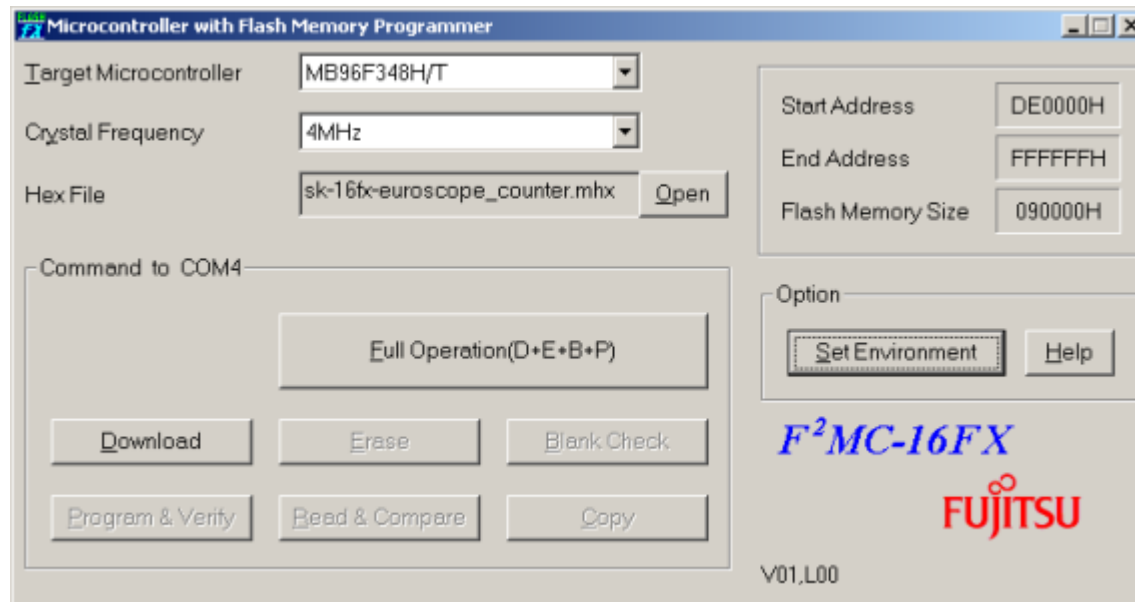 FLASH
FX
Microcontroller with Flash Memory Programmer
Target Microcontroller
MB96F348H/T
Crystal Frequency
4MHz
Hex File
sk-16fx-euroscope_counter.mhx
Open
Start Address
DE0000H
End Address
FFFFFFH
Flash Memory Size
090000H
Command to COM4
Full Operation(D+E+B+P)
Download
Erase
Blank Check
Program & Verify
Read & Compare
Copy
Option
Set Environment
Help
F²MC-16FX
FUJITSU
V01,L00